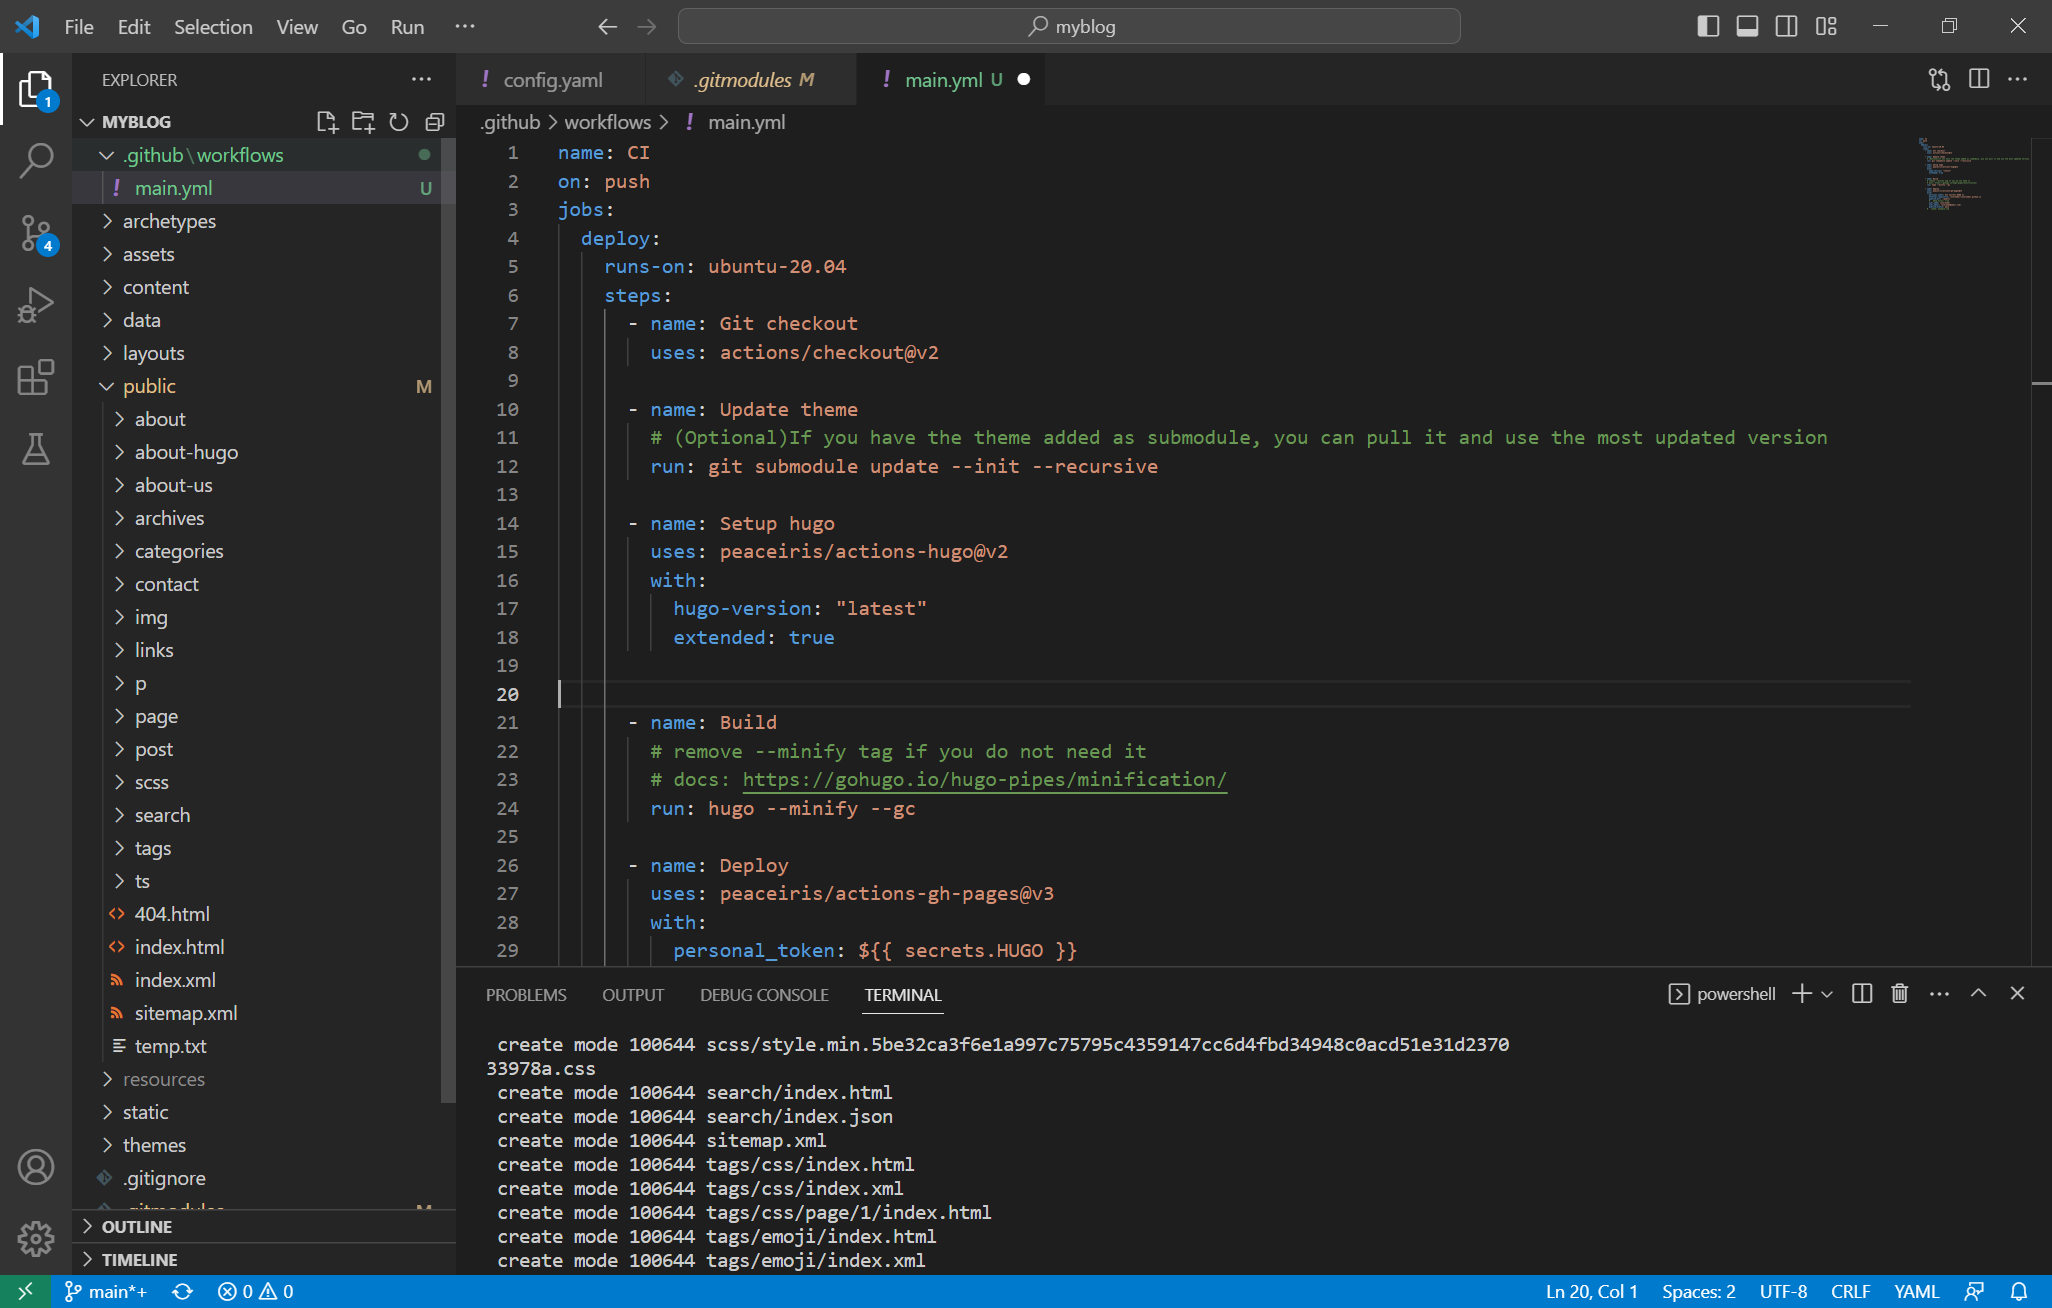 File Edit Selection View Go Run ··· myblog
EXPLORER ···
MYBLOG
.github\workflows
main.yml U
archetypes
assets
content
data
layouts
public M
about
about-hugo
about-us
archives
categories
contact
img
links
p
page
post
scss
search
tags
ts
404.html
index.html
index.xml
sitemap.xml
temp.txt
resources
static
themes
.gitignore
.gitmodules M
OUTLINE
TIMELINE
1
4
! config.yaml .gitmodules M ! main.yml U
.github > workflows > ! main.yml
1 name: CI
2 on: push
3 jobs:
4 deploy:
5 runs-on: ubuntu-20.04
6 steps:
7 - name: Git checkout
8 uses: actions/checkout@v2
9
10 - name: Update theme
11 # (Optional)If you have the theme added as submodule, you can pull it and use the most updated version
12 run: git submodule update --init --recursive
13
14 - name: Setup hugo
15 uses: peaceiris/actions-hugo@v2
16 with:
17 hugo-version: "latest"
18 extended: true
19
20
21 - name: Build
22 # remove --minify tag if you do not need it
23 # docs: https://gohugo.io/hugo-pipes/minification/
24 run: hugo --minify --gc
25
26 - name: Deploy
27 uses: peaceiris/actions-gh-pages@v3
28 with:
29 personal_token: ${{ secrets.HUGO }}
PROBLEMS OUTPUT DEBUG CONSOLE TERMINAL powershell
create mode 100644 scss/style.min.5be32ca3f6e1a997c75795c4359147cc6d4fbd34948c0acd51e31d2370
33978a.css
create mode 100644 search/index.html
create mode 100644 search/index.json
create mode 100644 sitemap.xml
create mode 100644 tags/css/index.html
create mode 100644 tags/css/index.xml
create mode 100644 tags/css/page/1/index.html
create mode 100644 tags/emoji/index.html
create mode 100644 tags/emoji/index.xml
main*+ 0 0 Ln 20, Col 1 Spaces: 2 UTF-8 CRLF YAML